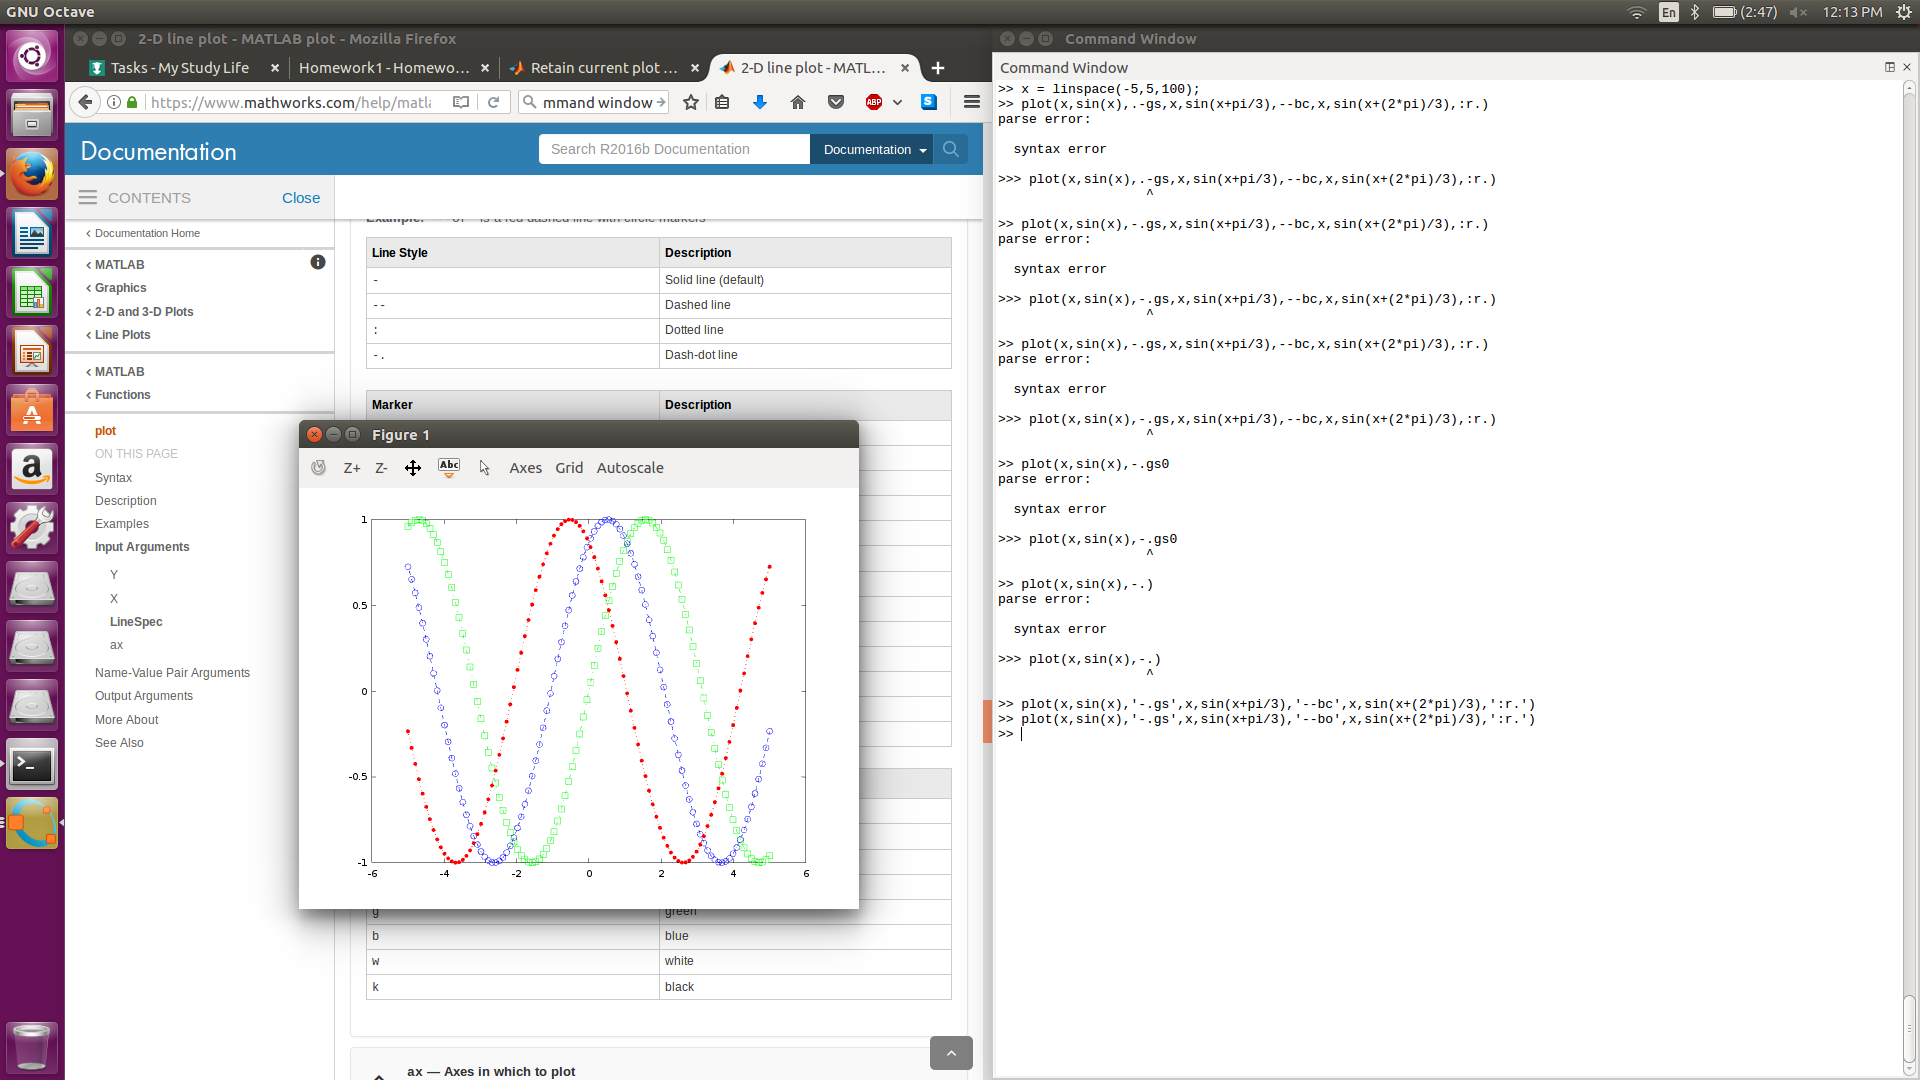 GNU Octave
En
(2:47)
12:13 PM
2-D line plot - MATLAB plot - Mozilla Firefox
Tasks - My Study Life
Homework1 - Homewo...
Retain current plot ...
2-D line plot - MATL...
https://www.mathworks.com/help/matl
mmand window
ABP
S
Documentation
Search R2016b Documentation
Documentation
CONTENTS
Close
Documentation Home
MATLAB
Graphics
2-D and 3-D Plots
Line Plots
MATLAB
Functions
plot
ON THIS PAGE
Syntax
Description
Examples
Input Arguments
Y
X
LineSpec
ax
Name-Value Pair Arguments
Output Arguments
More About
See Also
is a red dashed line with circle markers
Line Style Description
- Solid line (default)
-- Dashed line
: Dotted line
-. Dash-dot line
Marker Description
Figure 1
Z+ Z- Abc Axes Grid Autoscale
1
0.5
0
-0.5
-1
-6 -4 -2 0 2 4 6
g green
b blue
w white
k black
ax — Axes in which to plot
Command Window
Command Window
>> x = linspace(-5,5,100);
>> plot(x,sin(x),.-gs,x,sin(x+pi/3),--bc,x,sin(x+(2*pi)/3),:r.)
parse error:
syntax error
>>> plot(x,sin(x),.-gs,x,sin(x+pi/3),--bc,x,sin(x+(2*pi)/3),:r.)
^
>> plot(x,sin(x),-.gs,x,sin(x+pi/3),--bc,x,sin(x+(2*pi)/3),:r.)
parse error:
syntax error
>>> plot(x,sin(x),-.gs,x,sin(x+pi/3),--bc,x,sin(x+(2*pi)/3),:r.)
^
>> plot(x,sin(x),-.gs,x,sin(x+pi/3),--bc,x,sin(x+(2*pi)/3),:r.)
parse error:
syntax error
>>> plot(x,sin(x),-.gs,x,sin(x+pi/3),--bc,x,sin(x+(2*pi)/3),:r.)
^
>> plot(x,sin(x),-.gs0
parse error:
syntax error
>>> plot(x,sin(x),-.gs0
^
>> plot(x,sin(x),-.)
parse error:
syntax error
>>> plot(x,sin(x),-.)
^
>> plot(x,sin(x),'-.gs',x,sin(x+pi/3),'--bc',x,sin(x+(2*pi)/3),':r.')
>> plot(x,sin(x),'-.gs',x,sin(x+pi/3),'--bo',x,sin(x+(2*pi)/3),':r.')
>>